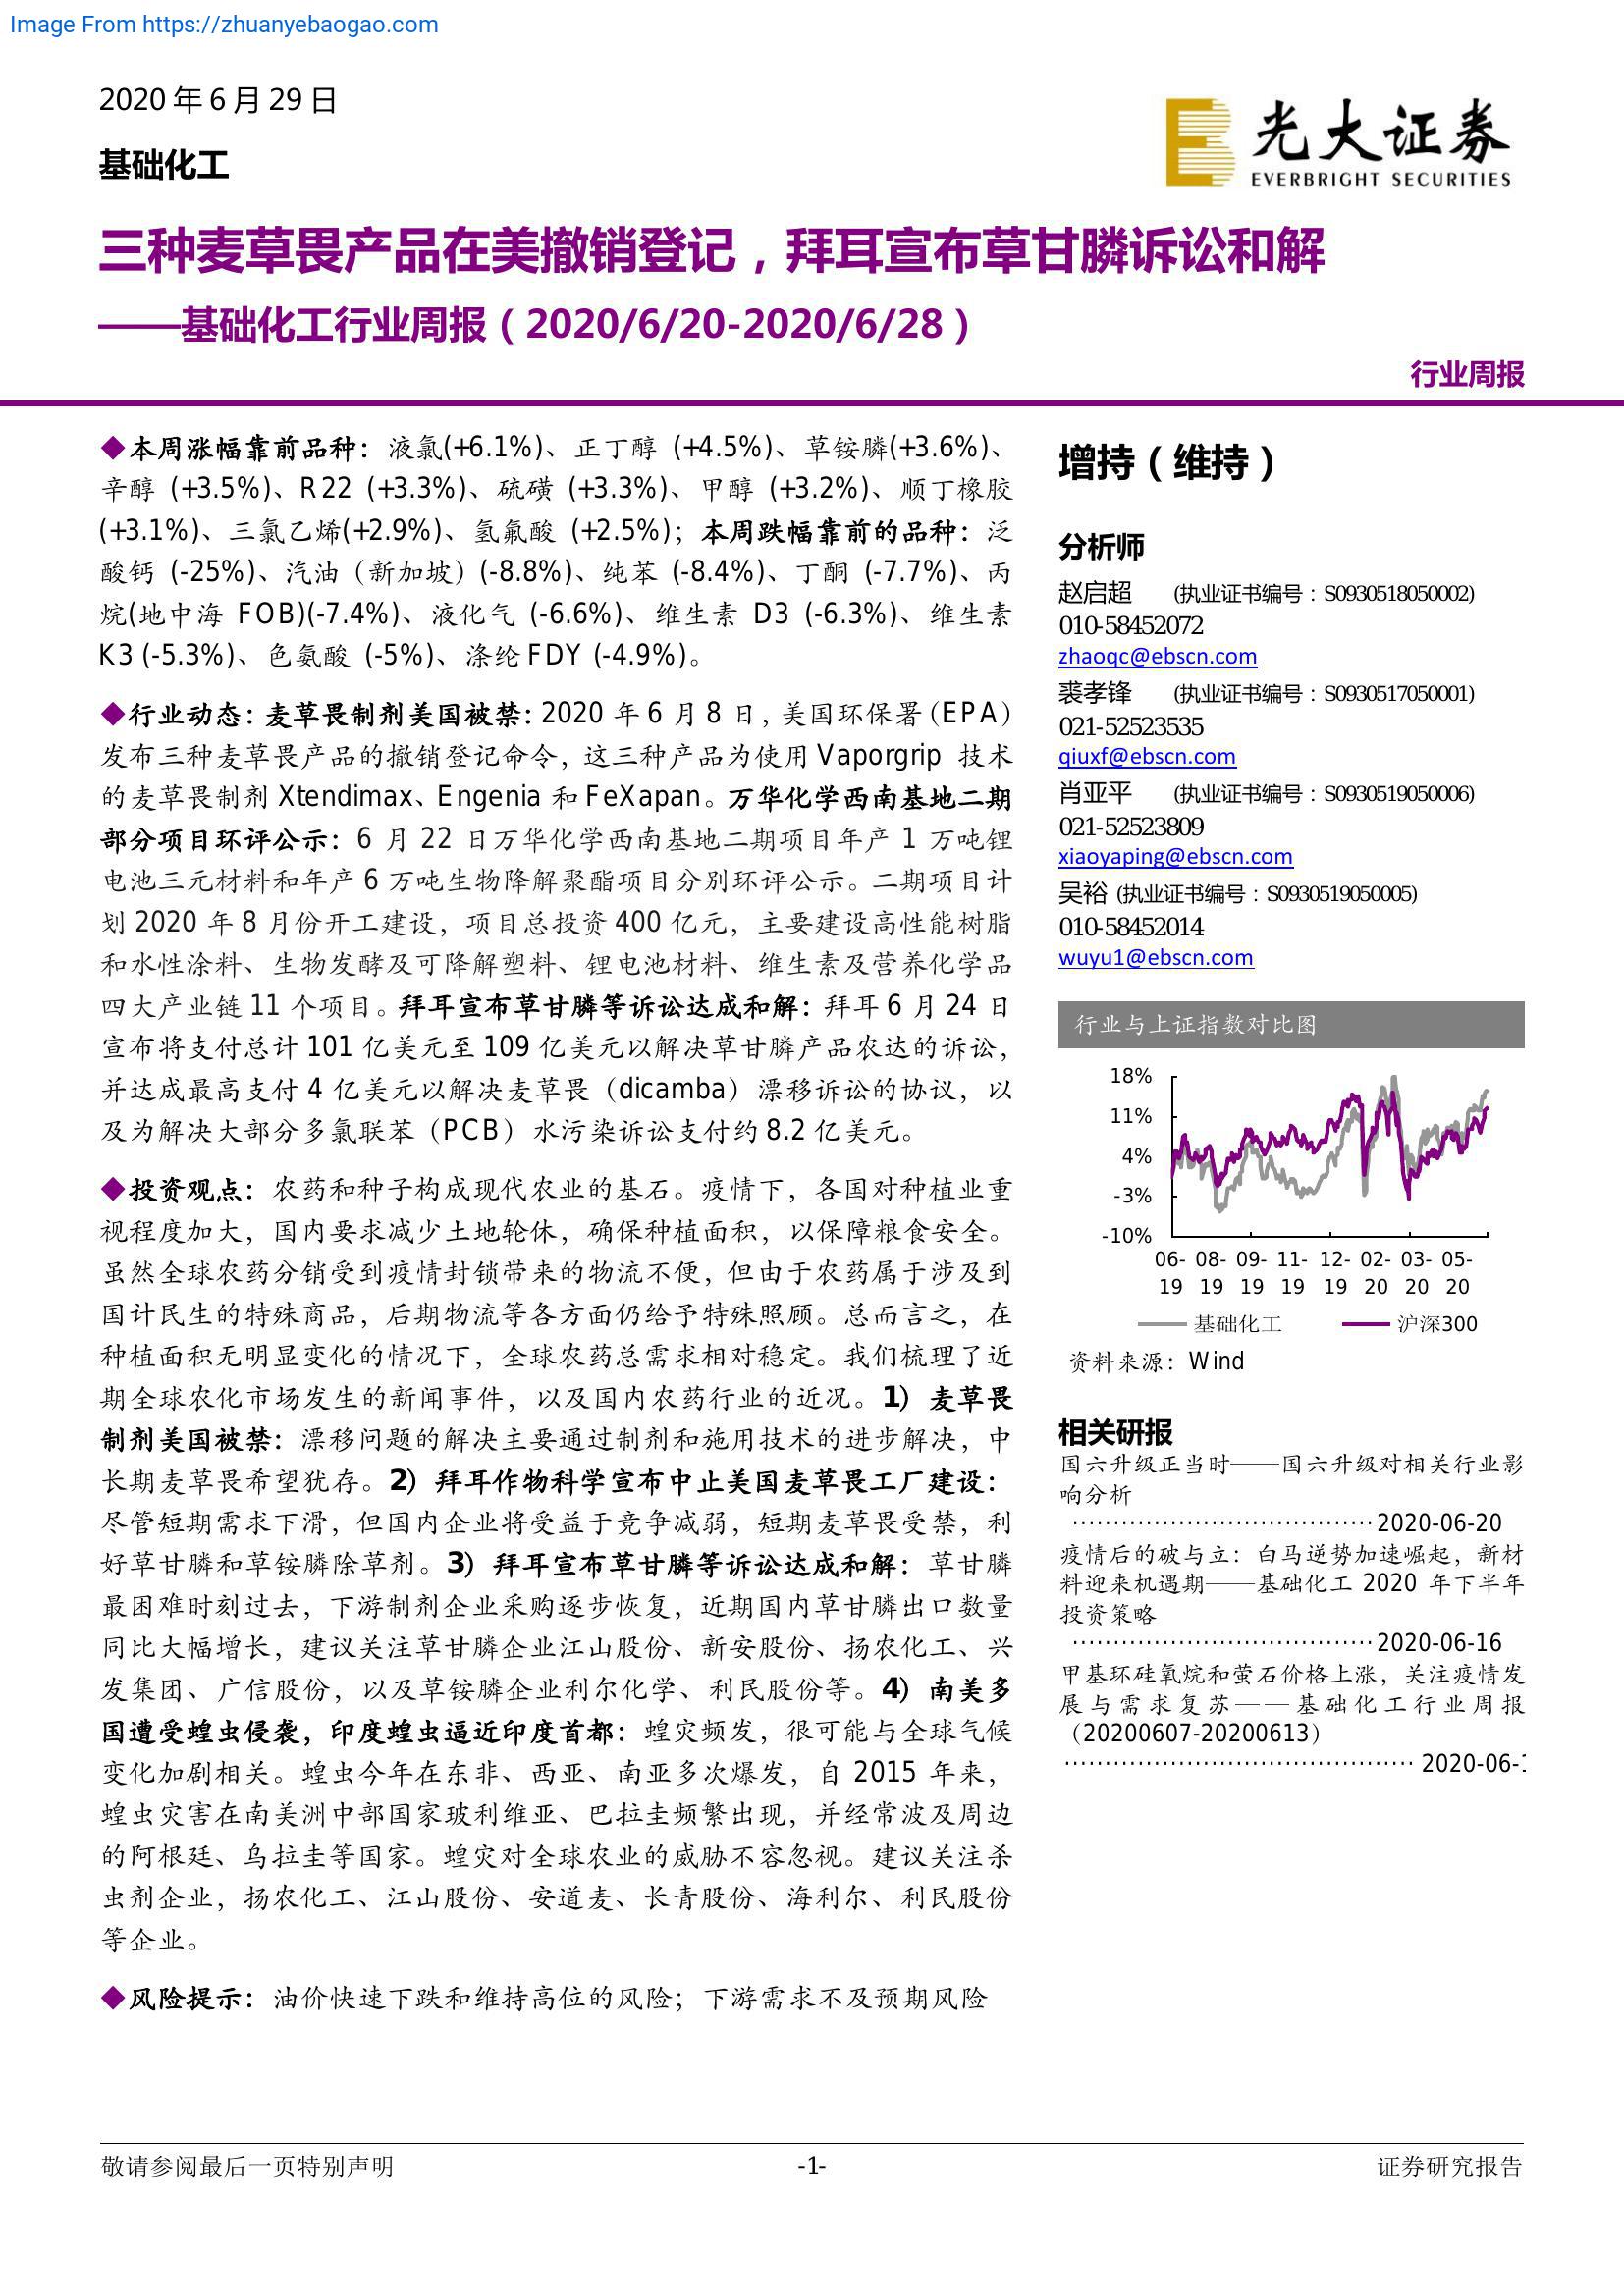 Image From https://zhuanyebaogao.com
2020 年 6 月 29 日
基础化工
光大证券
EVERBRIGHT SECURITIES
三种麦草畏产品在美撤销登记，拜耳宣布草甘膦诉讼和解
——基础化工行业周报（2020/6/20-2020/6/28）
行业周报
◆本周涨幅靠前品种：液氯(+6.1%)、正丁醇 (+4.5%)、草铵膦(+3.6%)、
辛醇 (+3.5%)、R22 (+3.3%)、硫磺 (+3.3%)、甲醇 (+3.2%)、顺丁橡胶
(+3.1%)、三氯乙烯(+2.9%)、氢氟酸 (+2.5%)；本周跌幅靠前的品种：泛
酸钙 (-25%)、汽油（新加坡）(-8.8%)、纯苯 (-8.4%)、丁酮 (-7.7%)、丙
烷(地中海 FOB)(-7.4%)、液化气 (-6.6%)、维生素 D3 (-6.3%)、维生素
K3 (-5.3%)、色氨酸 (-5%)、涤纶 FDY (-4.9%)。
◆行业动态：麦草畏制剂美国被禁：2020 年 6 月 8 日，美国环保署（EPA）
发布三种麦草畏产品的撤销登记命令，这三种产品为使用 Vaporgrip 技术
的麦草畏制剂 Xtendimax、Engenia 和 FeXapan。万华化学西南基地二期
部分项目环评公示：6 月 22 日万华化学西南基地二期项目年产 1 万吨锂
电池三元材料和年产 6 万吨生物降解聚酯项目分别环评公示。二期项目计
划 2020 年 8 月份开工建设，项目总投资 400 亿元，主要建设高性能树脂
和水性涂料、生物发酵及可降解塑料、锂电池材料、维生素及营养化学品
四大产业链 11 个项目。拜耳宣布草甘膦等诉讼达成和解：拜耳 6 月 24 日
宣布将支付总计 101 亿美元至 109 亿美元以解决草甘膦产品农达的诉讼，
并达成最高支付 4 亿美元以解决麦草畏（dicamba）漂移诉讼的协议，以
及为解决大部分多氯联苯（PCB）水污染诉讼支付约 8.2 亿美元。
◆投资观点：农药和种子构成现代农业的基石。疫情下，各国对种植业重
视程度加大，国内要求减少土地轮休，确保种植面积，以保障粮食安全。
虽然全球农药分销受到疫情封锁带来的物流不便，但由于农药属于涉及到
国计民生的特殊商品，后期物流等各方面仍给予特殊照顾。总而言之，在
种植面积无明显变化的情况下，全球农药总需求相对稳定。我们梳理了近
期全球农化市场发生的新闻事件，以及国内农药行业的近况。1）麦草畏
制剂美国被禁：漂移问题的解决主要通过制剂和施用技术的进步解决，中
长期麦草畏希望犹存。2）拜耳作物科学宣布中止美国麦草畏工厂建设：
尽管短期需求下滑，但国内企业将受益于竞争减弱，短期麦草畏受禁，利
好草甘膦和草铵膦除草剂。3）拜耳宣布草甘膦等诉讼达成和解：草甘膦
最困难时刻过去，下游制剂企业采购逐步恢复，近期国内草甘膦出口数量
同比大幅增长，建议关注草甘膦企业江山股份、新安股份、扬农化工、兴
发集团、广信股份，以及草铵膦企业利尔化学、利民股份等。4）南美多
国遭受蝗虫侵袭，印度蝗虫逼近印度首都：蝗灾频发，很可能与全球气候
变化加剧相关。蝗虫今年在东非、西亚、南亚多次爆发，自 2015 年来，
蝗虫灾害在南美洲中部国家玻利维亚、巴拉圭频繁出现，并经常波及周边
的阿根廷、乌拉圭等国家。蝗灾对全球农业的威胁不容忽视。建议关注杀
虫剂企业，扬农化工、江山股份、安道麦、长青股份、海利尔、利民股份
等企业。
◆风险提示：油价快速下跌和维持高位的风险；下游需求不及预期风险
增持（维持）
分析师
赵启超 (执业证书编号：S0930518050002)
010-58452072
zhaoqc@ebscn.com
裘孝锋 (执业证书编号：S0930517050001)
021-52523535
qiuxf@ebscn.com
肖亚平 (执业证书编号：S0930519050006)
021-52523809
xiaoyaping@ebscn.com
吴裕 (执业证书编号：S0930519050005)
010-58452014
wuyu1@ebscn.com
行业与上证指数对比图
18%
11%
4%
-3%
-10%
06- 08- 09- 11- 12- 02- 03- 05-
19 19 19 19 19 20 20 20
基础化工 沪深300
资料来源：Wind
相关研报
国六升级正当时——国六升级对相关行业影
响分析
····································2020-06-20
疫情后的破与立：白马逆势加速崛起，新材
料迎来机遇期——基础化工 2020 年下半年
投资策略
····································2020-06-16
甲基环硅氧烷和萤石价格上涨，关注疫情发
展与需求复苏——基础化工行业周报
（20200607-20200613）
·········································· 2020-06-1
敬请参阅最后一页特别声明 -1- 证券研究报告